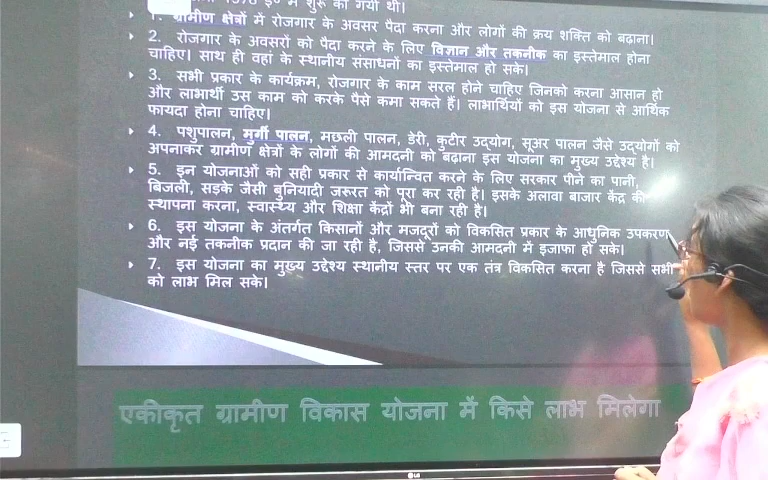 में शुरू की गयी थी।
1. ग्रामीण क्षेत्रों में रोजगार के अवसर पैदा करना और लोगों की क्रय शक्ति को बढ़ाना।
2. रोजगार के अवसरों को पैदा करने के लिए विज्ञान और तकनीक का इस्तेमाल होना
चाहिए। साथ ही वहां के स्थानीय संसाधनों का इस्तेमाल हो सके।
3. सभी प्रकार के कार्यक्रम, रोजगार के काम सरल होने चाहिए जिनको करना आसान हो
और लाभार्थी उस काम को करके पैसे कमा सकते हैं। लाभार्थियों को इस योजना से आर्थिक
फायदा होना चाहिए।
4. पशुपालन, मुर्गी पालन, मछली पालन, डेरी, कुटीर उद्योग, सूअर पालन जैसे उद्योगों को
अपनाकर ग्रामीण क्षेत्रों के लोगों की आमदनी को बढ़ाना इस योजना का मुख्य उद्देश्य है।
5. इन योजनाओं को सही प्रकार से कार्यान्वित करने के लिए सरकार पीने का पानी,
बिजली, सड़के जैसी बुनियादी जरूरत को पूरा कर रही है। इसके अलावा बाजार केंद्र की
स्थापना करना, स्वास्थ्य और शिक्षा केंद्रों भी बना रही है।
6. इस योजना के अंतर्गत किसानों और मजदूरों को विकसित प्रकार के आधुनिक उपकरण
और नई तकनीक प्रदान की जा रही है, जिससे उनकी आमदनी में इजाफा हो सके।
7. इस योजना का मुख्य उद्देश्य स्थानीय स्तर पर एक तंत्र विकसित करना है जिससे सभी
को लाभ मिल सके।
एकीकृत ग्रामीण विकास योजना में किसे लाभ मिलेगा
LG